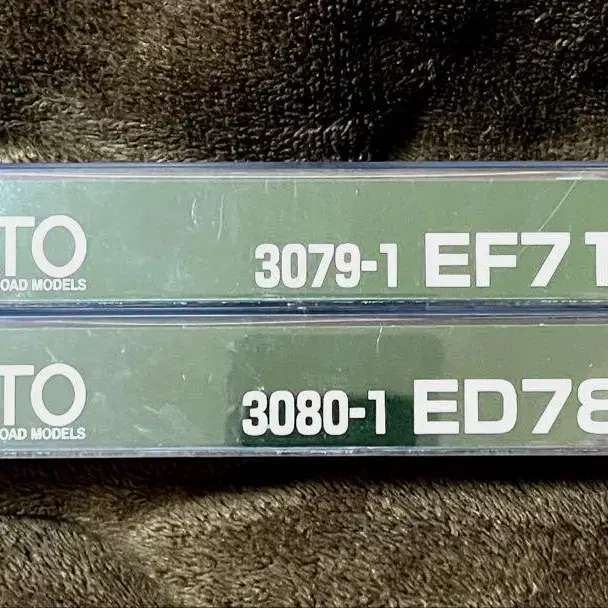 TO
OAD MODELS
3079-1 EF71
TO
OAD MODELS
3080-1 ED78